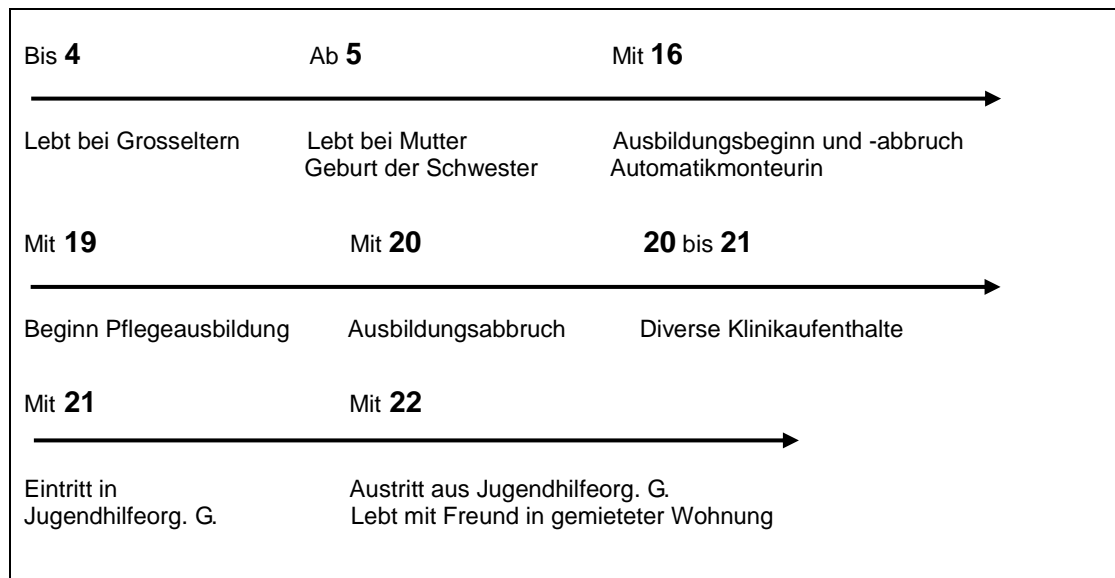 Bis 4 Ab 5 Mit 16
Lebt bei Grosseltern Lebt bei Mutter Ausbildungsbeginn und -abbruch
Geburt der Schwester Automatikmonteurin
Mit 19 Mit 20 20 bis 21
Beginn Pflegeausbildung Ausbildungsabbruch Diverse Klinikaufenthalte
Mit 21 Mit 22
Eintritt in Austritt aus Jugendhilfeorg. G.
Jugendhilfeorg. G. Lebt mit Freund in gemieteter Wohnung